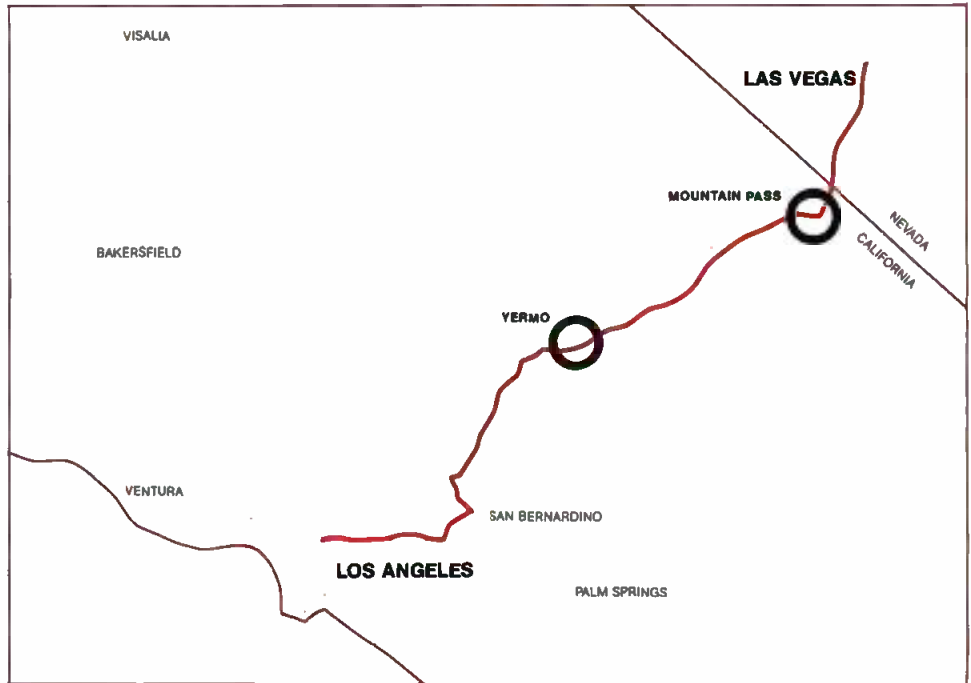 VISALIA
LAS VEGAS
MOUNTAIN PASS
NEVADA
CALIFORNIA
BAKERSFIELD
YERMO
VENTURA
SAN BERNARDINO
LOS ANGELES
PALM SPRINGS